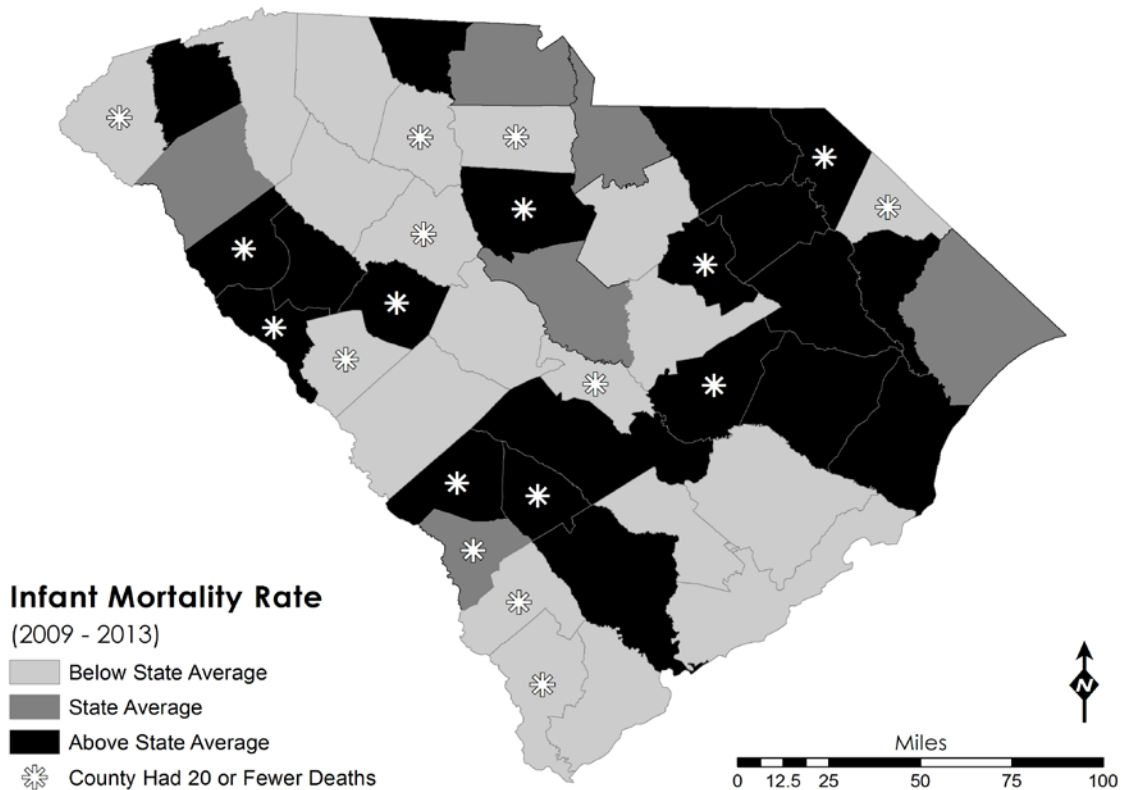 Infant Mortality Rate
(2009 - 2013)
Below State Average
State Average
Above State Average
County Had 20 or Fewer Deaths
N
Miles
0 12.5 25 50 75 100